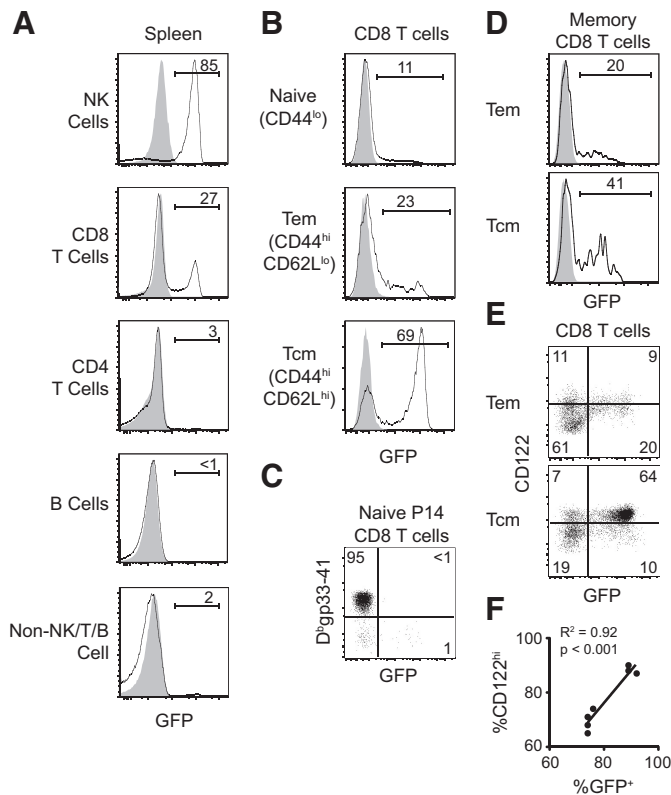 A
Spleen
NK
Cells
85
CD8
T Cells
27
CD4
T Cells
3
B Cells
<1
Non-NK/T/B
Cell
2
GFP
B
CD8 T cells
Naive
(CD44lo)
11
Tem
(CD44hi
CD62Llo)
23
Tcm
(CD44hi
CD62Lhi)
69
GFP
C
Naive P14
CD8 T cells
Dbgp33-41
95
<1
1
GFP
D
Memory
CD8 T cells
Tem
20
Tcm
41
GFP
E
CD8 T cells
Tem
11
9
61
20
CD122
Tcm
7
64
19
10
GFP
F
R2 = 0.92
p < 0.001
%CD122hi
100
80
60
60
80
100
%GFP+